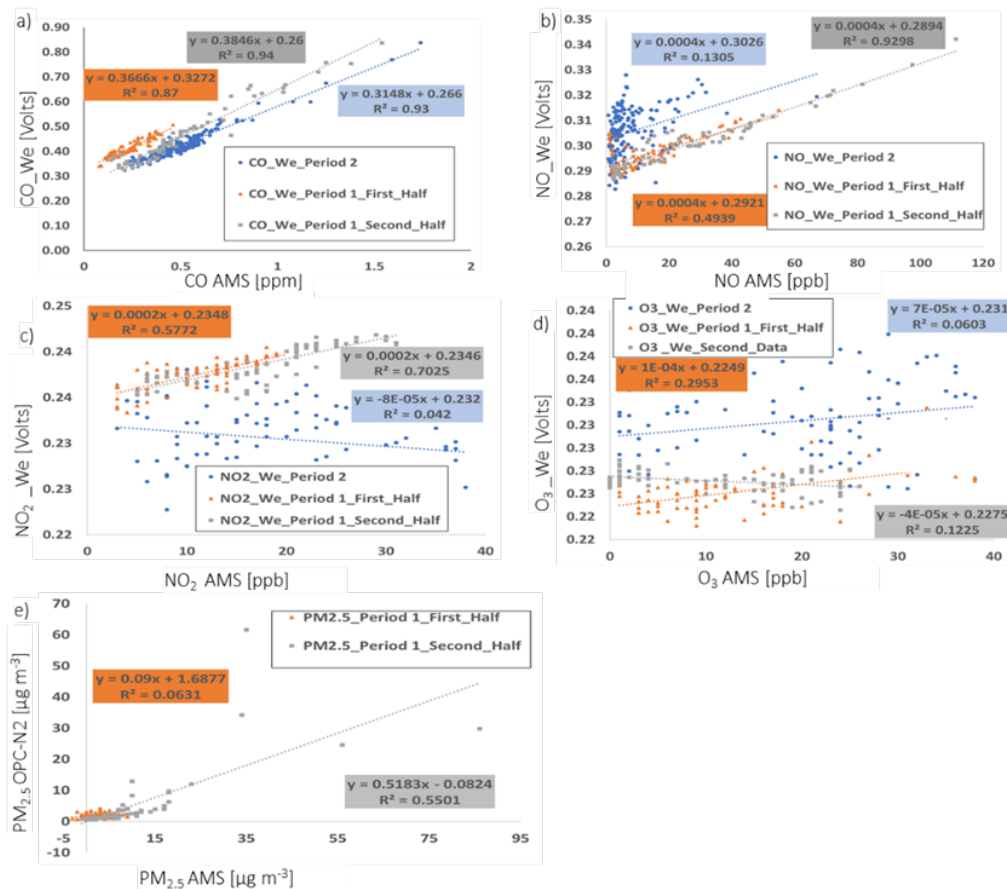 a)
CO_We [Volts]
0.90
0.80
0.70
0.60
0.50
0.40
0.30
0.20
0.10
0.00
y = 0.3846x + 0.26
R² = 0.94
y = 0.3666x + 0.3272
R² = 0.87
y = 0.3148x + 0.266
R² = 0.93
CO_We_Period 2
CO_We_Period 1_First_Half
CO_We_Period 1_Second_Half
0 0.5 1 1.5 2
CO AMS [ppm]
b)
NO_We [Volts]
0.35
0.34
0.33
0.32
0.31
0.30
0.29
0.28
0.27
0.26
y = 0.0004x + 0.3026
R² = 0.1305
y = 0.0004x + 0.2894
R² = 0.9298
NO_We_Period 2
NO_We_Period 1_First_Half
NO_We_Period 1_Second_Half
y = 0.0004x + 0.2921
R² = 0.4939
0 20 40 60 80 100 120
NO AMS [ppb]
c)
NO₂_We [Volts]
0.25
0.24
0.24
0.23
0.23
0.22
y = 0.0002x + 0.2348
R² = 0.5772
y = 0.0002x + 0.2346
R² = 0.7025
y = -8E-05x + 0.232
R² = 0.042
NO2_We_Period 2
NO2_We_Period 1_First_Half
NO2_We_Period 1_Second_Half
0 10 20 30 40
NO₂ AMS [ppb]
d)
O₃_We [Volts]
0.24
0.24
0.23
0.23
0.23
0.22
O3_We_Period 2
O3_We_Period 1_First_Half
O3 _We_Second_Data
y = 7E-05x + 0.231
R² = 0.0603
y = 1E-04x + 0.2249
R² = 0.2953
y = -4E-05x + 0.2275
R² = 0.1225
0 10 20 30 40
O₃ AMS [ppb]
e)
PM₂.₅ OPC-N2 [µg m⁻³]
70
60
50
40
30
20
10
0
-10
PM2.5_Period 1_First_Half
PM2.5_Period 1_Second_Half
y = 0.09x + 1.6877
R² = 0.0631
y = 0.5183x - 0.0824
R² = 0.5501
-5 15 35 55 75 95
PM₂.₅ AMS [µg m⁻³]